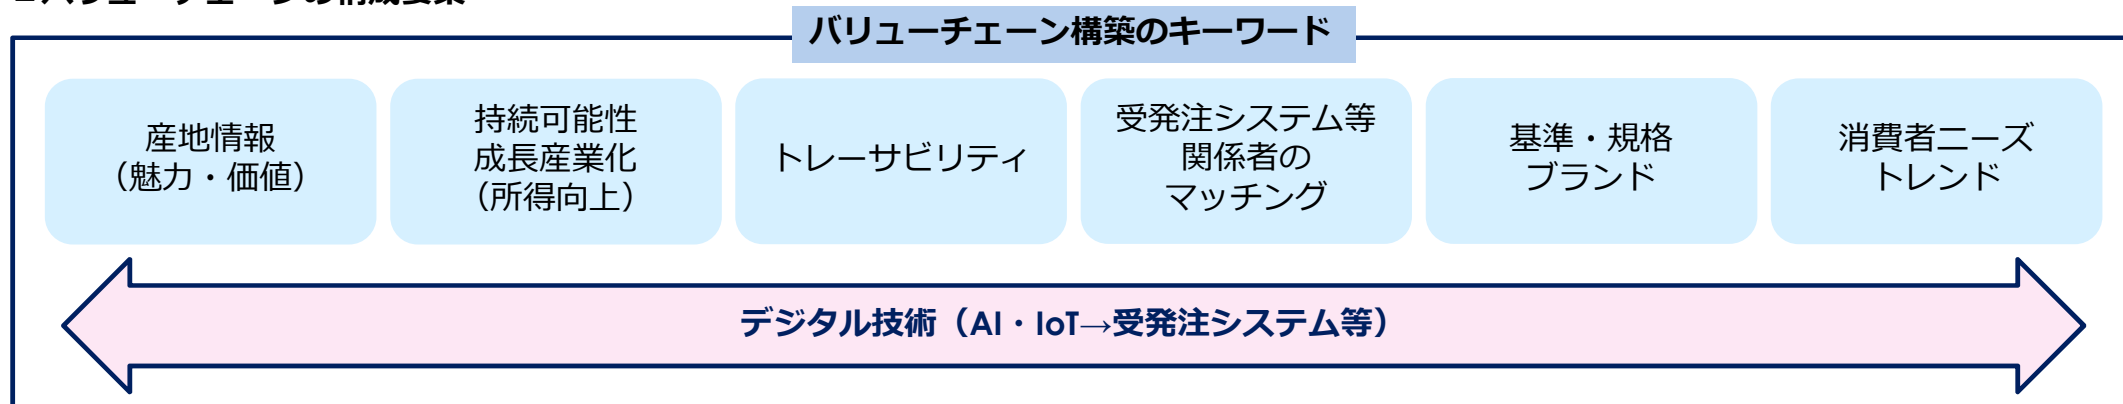 バリューチェーン構築のキーワード
産地情報
（魅力・価値）
持続可能性
成長産業化
（所得向上）
トレーサビリティ
受発注システム等
関係者の
マッチング
基準・規格
ブランド
消費者ニーズ
トレンド
デジタル技術（AI・IoT→受発注システム等）